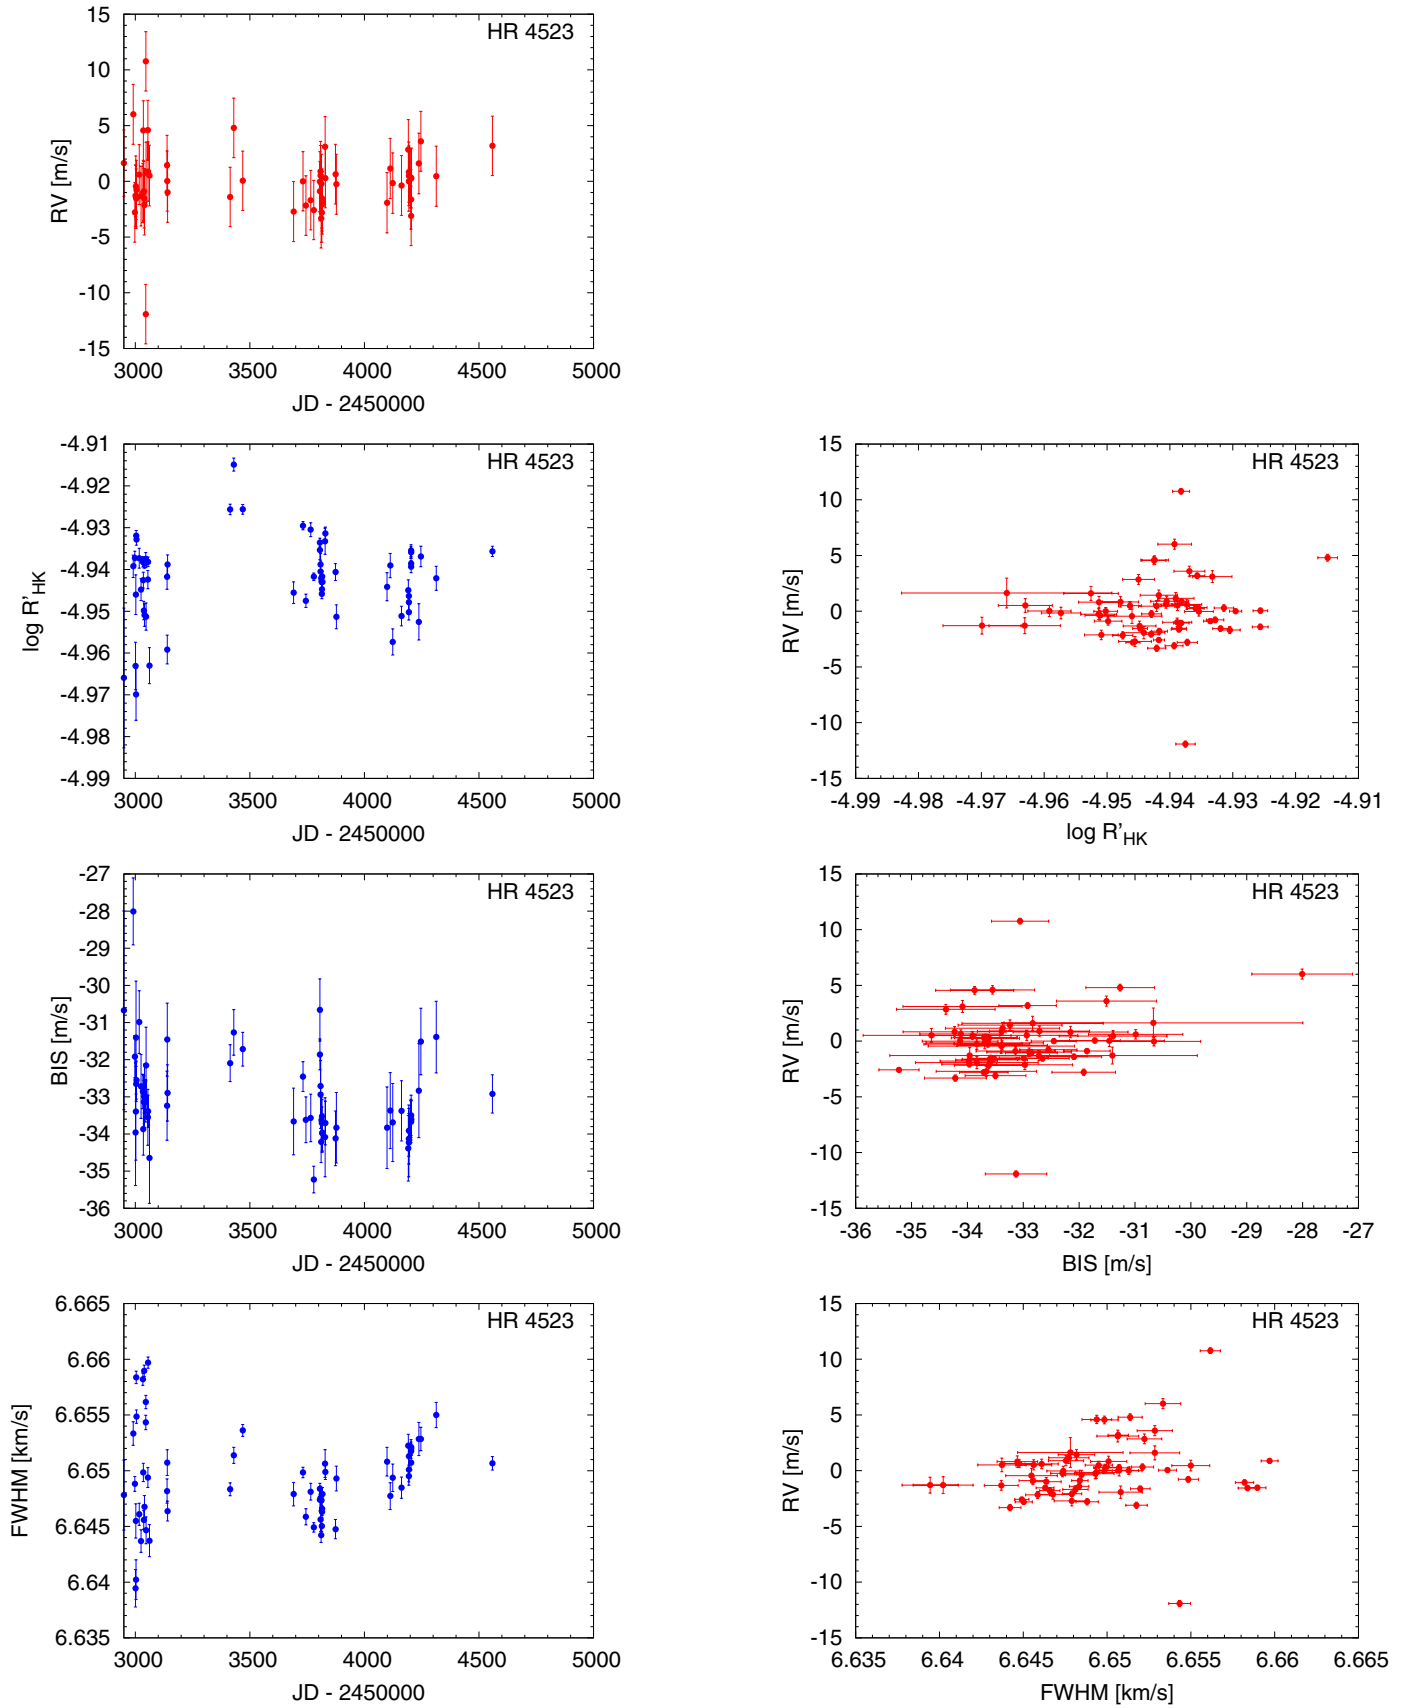 15
10
5
0
-5
-10
-15
RV [m/s]
HR 4523
3000 3500 4000 4500 5000
JD - 2450000
-4.91
-4.92
-4.93
-4.94
-4.95
-4.96
-4.97
-4.98
-4.99
log R'HK
HR 4523
3000 3500 4000 4500 5000
JD - 2450000
15
10
5
0
-5
-10
-15
RV [m/s]
HR 4523
-4.99 -4.98 -4.97 -4.96 -4.95 -4.94 -4.93 -4.92 -4.91
log R'HK
-27
-28
-29
-30
-31
-32
-33
-34
-35
-36
BIS [m/s]
HR 4523
3000 3500 4000 4500 5000
JD - 2450000
15
10
5
0
-5
-10
-15
RV [m/s]
HR 4523
-36 -35 -34 -33 -32 -31 -30 -29 -28 -27
BIS [m/s]
6.665
6.66
6.655
6.65
6.645
6.64
6.635
FWHM [km/s]
HR 4523
3000 3500 4000 4500 5000
JD - 2450000
15
10
5
0
-5
-10
-15
RV [m/s]
HR 4523
6.635 6.64 6.645 6.65 6.655 6.66 6.665
FWHM [km/s]